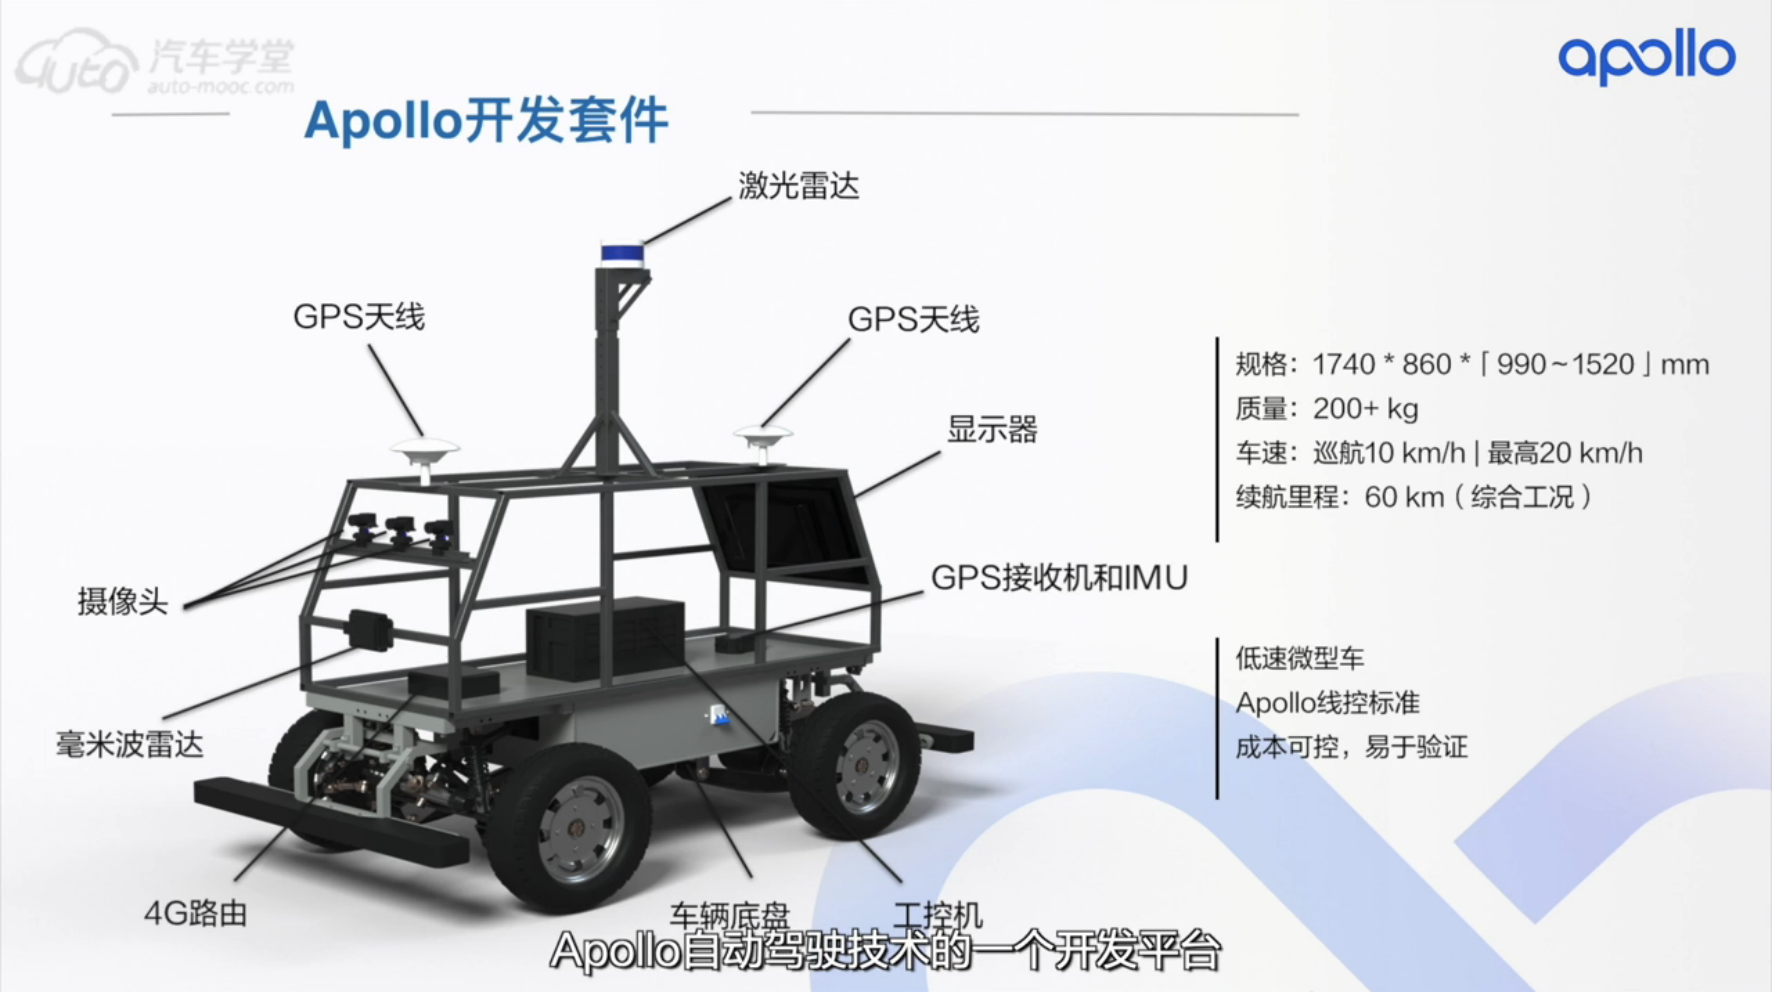 auto 汽车学堂
auto-mooc.com
apollo
Apollo开发套件
激光雷达
GPS天线
GPS天线
显示器
规格：1740 * 860 *「990~1520」mm
质量：200+ kg
车速：巡航10 km/h | 最高20 km/h
续航里程：60 km（综合工况）
摄像头
GPS接收机和IMU
低速微型车
Apollo线控标准
成本可控，易于验证
毫米波雷达
4G路由
车辆底盘
工控机
Apollo自动驾驶技术的一个开发平台